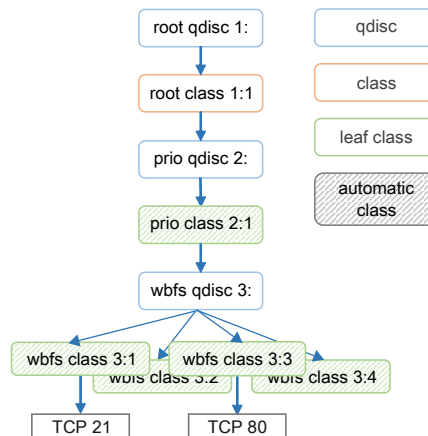 root qdisc 1:
qdisc
root class 1:1
class
prio qdisc 2:
leaf class
automatic
class
prio class 2:1
wbfs qdisc 3:
wbfs class 3:1
wbfs class 3:2
wbfs class 3:3
wbfs class 3:4
TCP 21
TCP 80